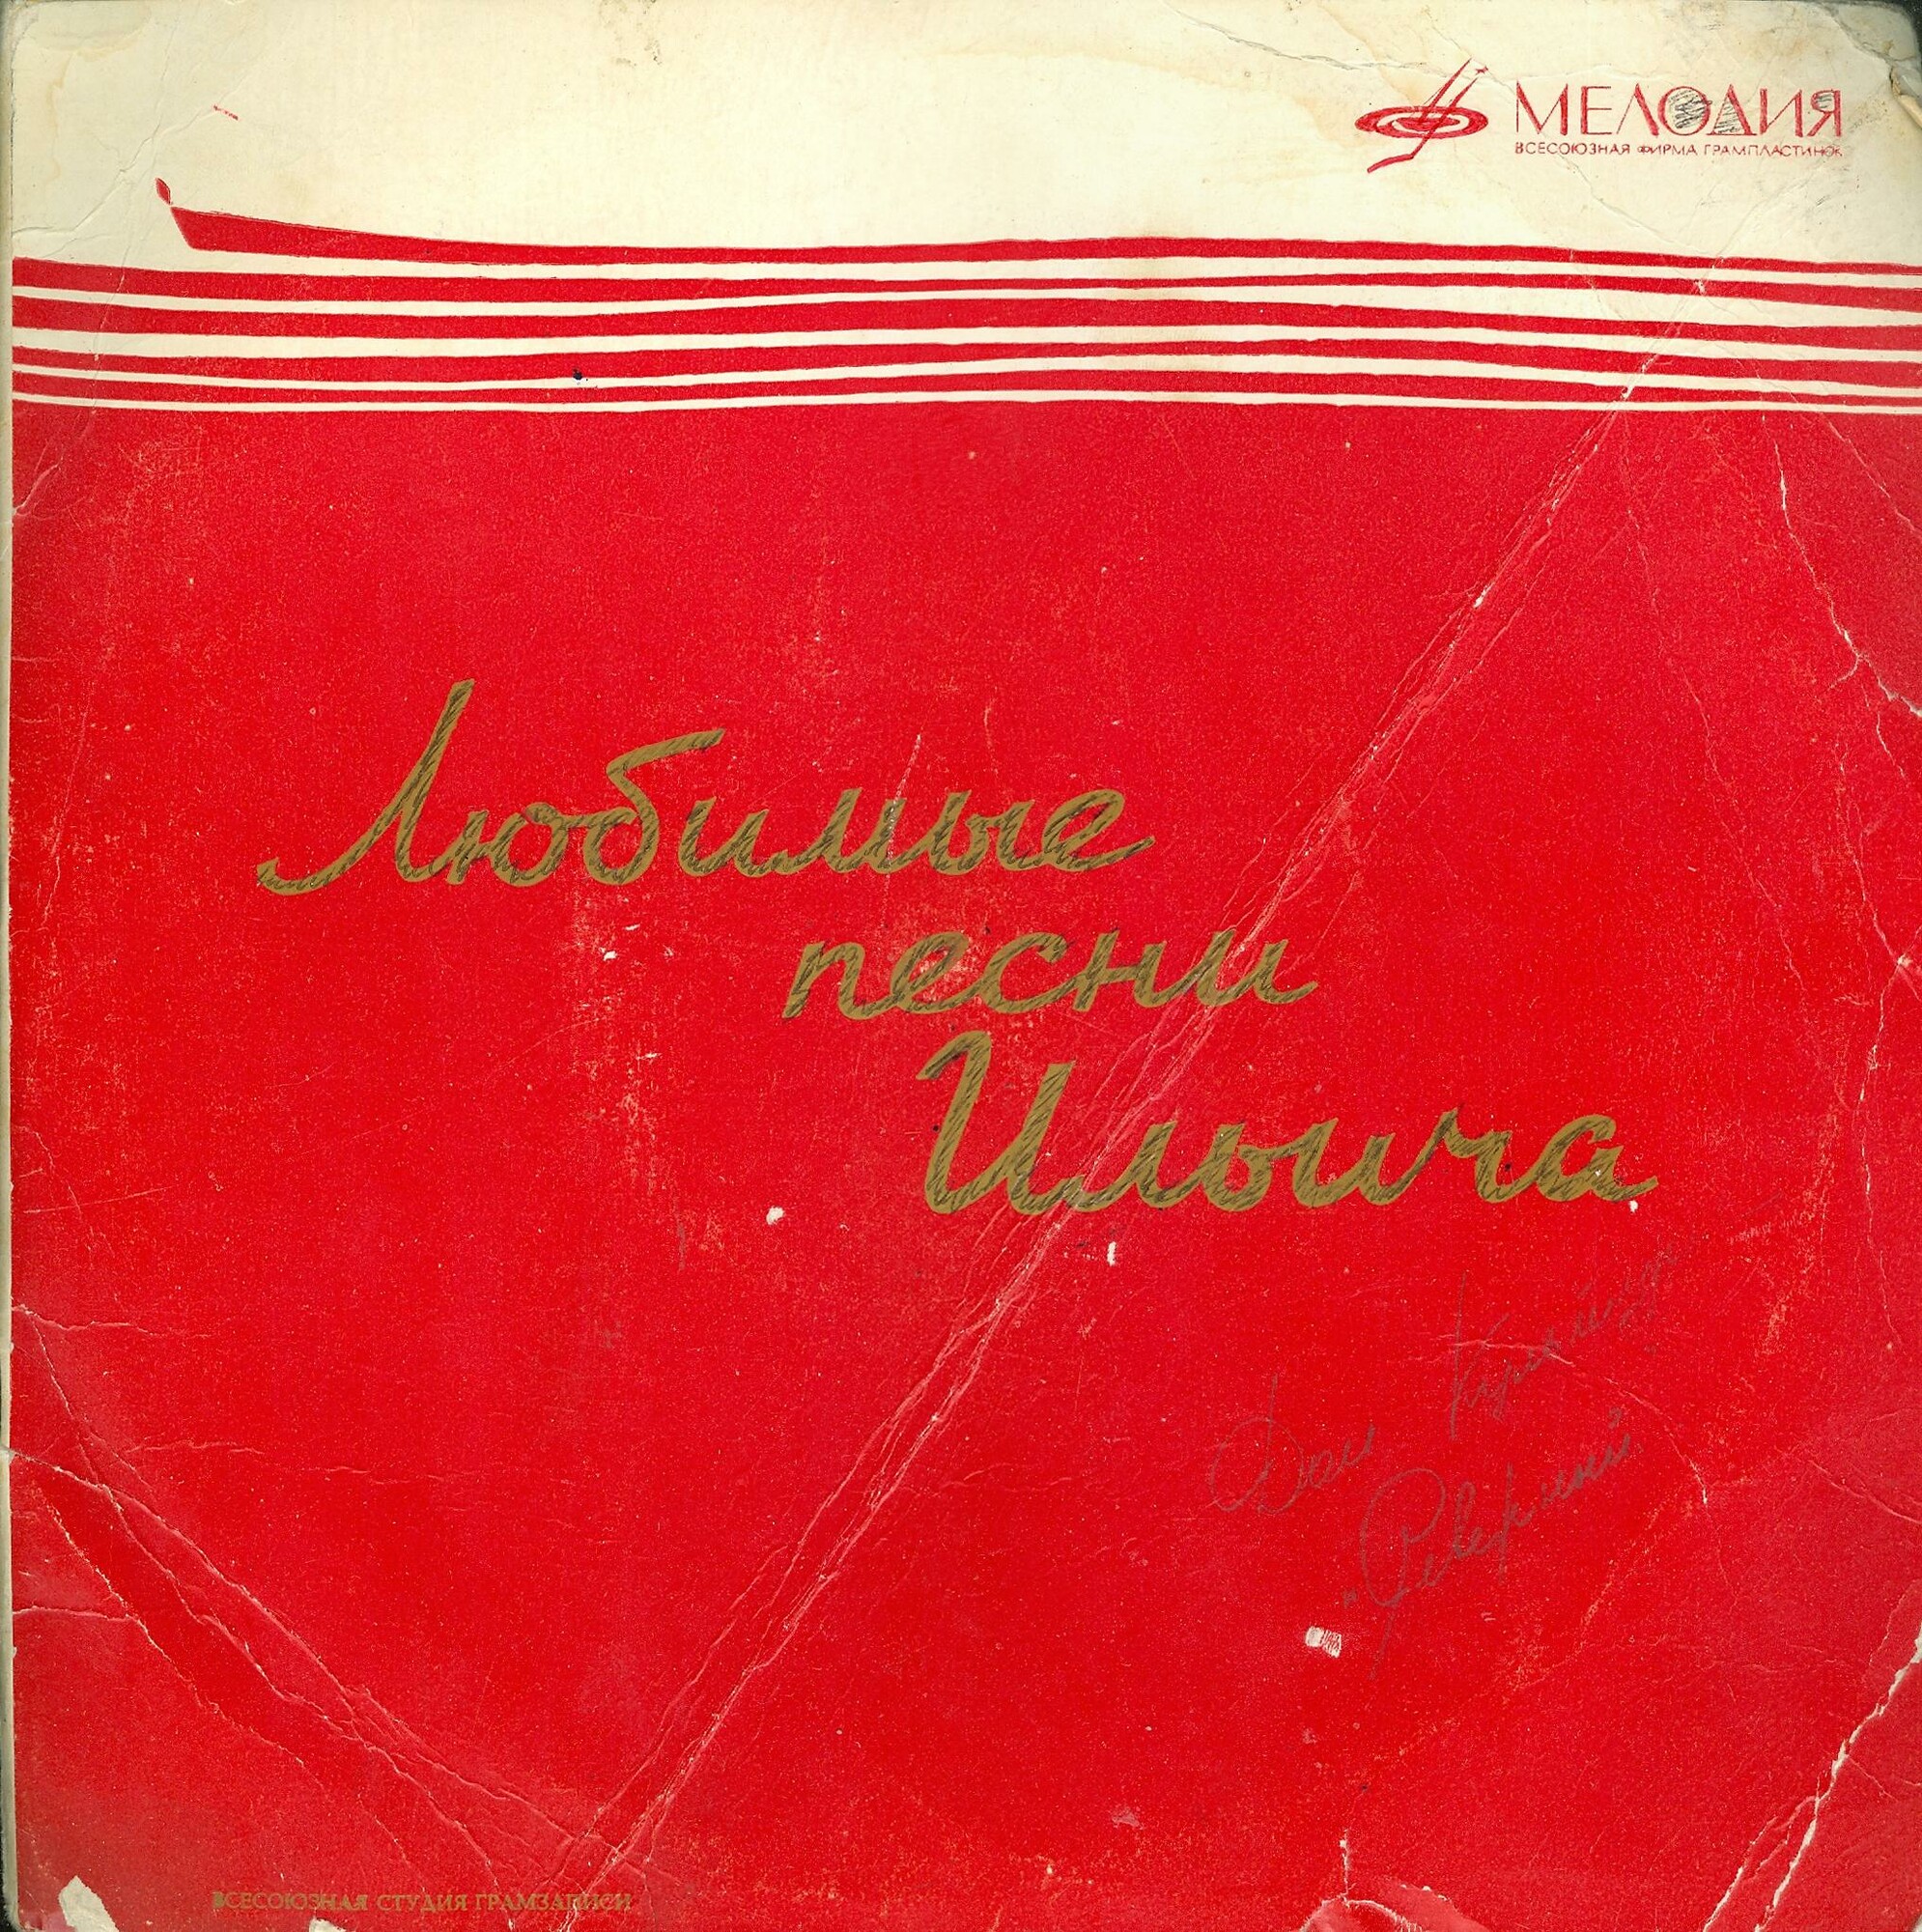 МЕЛОДИЯ
ВСЕСОЮЗНАЯ ФИРМА ГРАМПЛАСТИНОК
Любимые
песни
Ильича
ВСЕСОЮЗНАЯ СТУДИЯ ГРАМЗАПИСИ